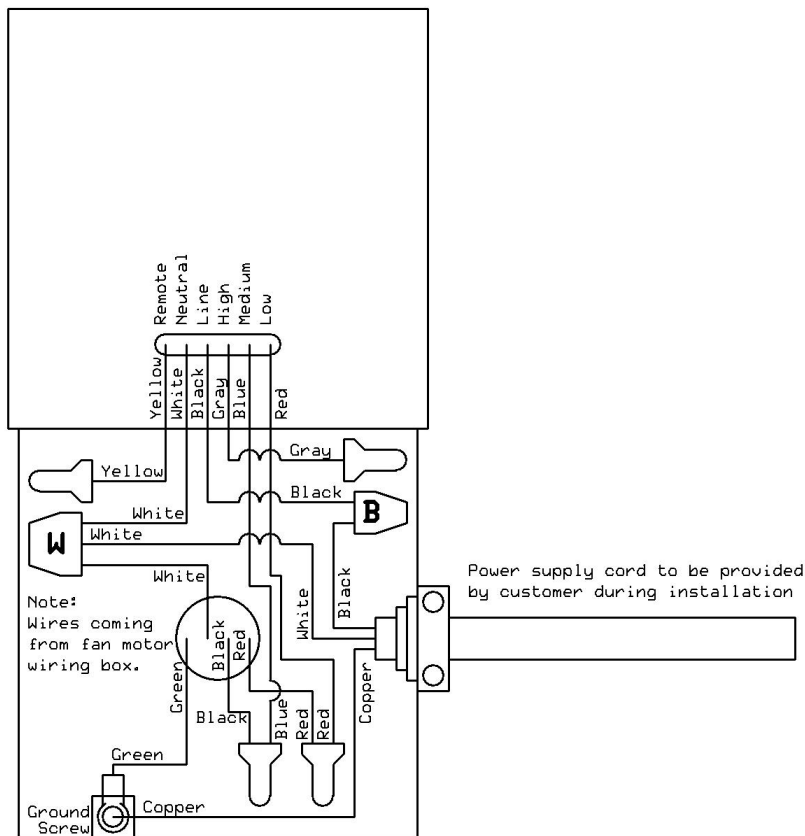 Remote
Neutral
Line
High
Medium
Low
Yellow
White
Black
Gray
Blue
Red
Gray
Yellow
Black
B
White
White
W
White
Power supply cord to be provided
by customer during installation
Note:
Wires coming
from fan motor
wiring box.
Black
White
Black
Red
Green
Copper
Black
Blue
Red
Red
Green
Copper
Ground
Screw